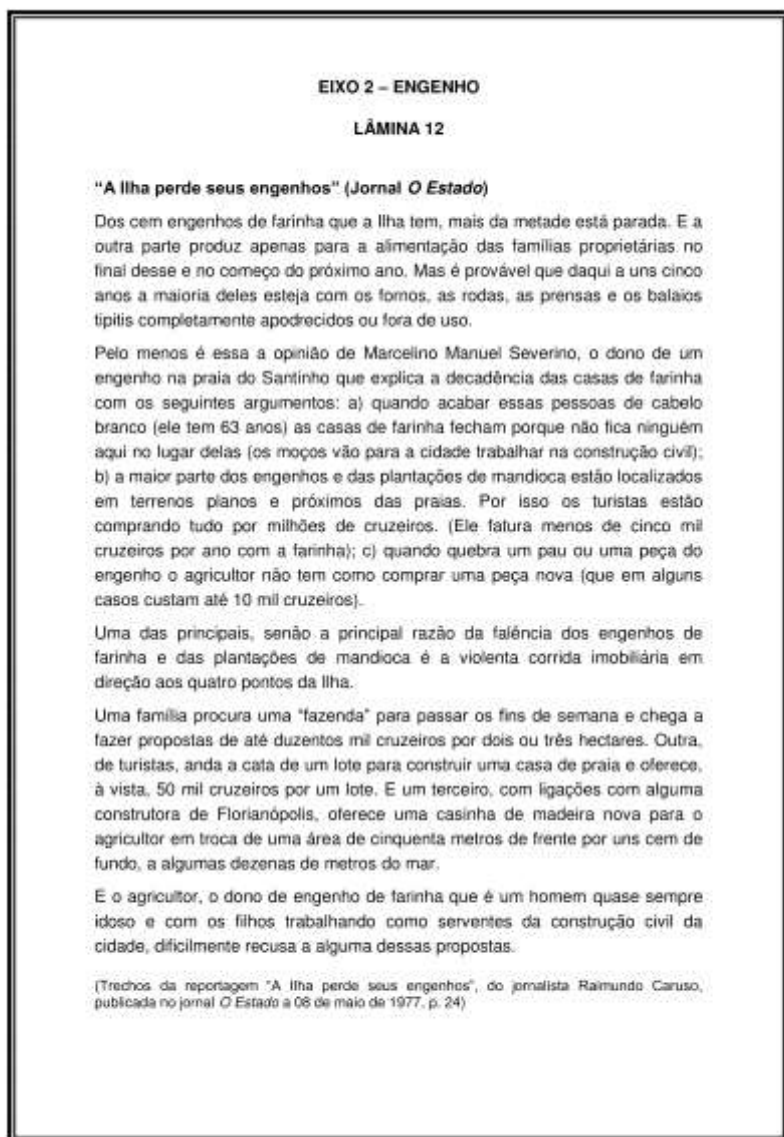 EIXO 2 – ENGENHO
LÂMINA 12
“A Ilha perde seus engenhos” (Jornal O Estado)
Dos cem engenhos de farinha que a Ilha tem, mais da metade está parada. E a
outra parte produz apenas para a alimentação das famílias proprietárias no
final desse e no começo do próximo ano. Mas é provável que daqui a uns cinco
anos a maioria deles esteja com os fornos, as rodas, as prensas e os balaios
tipitis completamente apodrecidos ou fora de uso.
Pelo menos é essa a opinião de Marcelino Manuel Severino, o dono de um
engenho na praia do Santinho que explica a decadência das casas de farinha
com os seguintes argumentos: a) quando acabar essas pessoas de cabelo
branco (ele tem 63 anos) as casas de farinha fecham porque não fica ninguém
aqui no lugar delas (os moços vão para a cidade trabalhar na construção civil);
b) a maior parte dos engenhos e das plantações de mandioca estão localizados
em terrenos planos e próximos das praias. Por isso os turistas estão
comprando tudo por milhões de cruzeiros. (Ele fatura menos de cinco mil
cruzeiros por ano com a farinha); c) quando quebra um pau ou uma peça do
engenho o agricultor não tem como comprar uma peça nova (que em alguns
casos custam até 10 mil cruzeiros).
Uma das principais, senão a principal razão da falência dos engenhos de
farinha e das plantações de mandioca é a violenta corrida imobiliária em
direção aos quatro pontos da Ilha.
Uma família procura uma “fazenda” para passar os fins de semana e chega a
fazer propostas de até duzentos mil cruzeiros por dois ou três hectares. Outra,
de turistas, anda a cata de um lote para construir uma casa de praia e oferece,
à vista, 50 mil cruzeiros por um lote. E um terceiro, com ligações com alguma
construtora de Florianópolis, oferece uma casinha de madeira nova para o
agricultor em troca de uma área de cinquenta metros de frente por uns cem de
fundo, a algumas dezenas de metros do mar.
E o agricultor, o dono de engenho de farinha que é um homem quase sempre
idoso e com os filhos trabalhando como serventes da construção civil da
cidade, dificilmente recusa a alguma dessas propostas.
(Trechos da reportagem “A Ilha perde seus engenhos”, do jornalista Raimundo Caruso,
publicada no jornal O Estado a 08 de maio de 1977, p. 24)